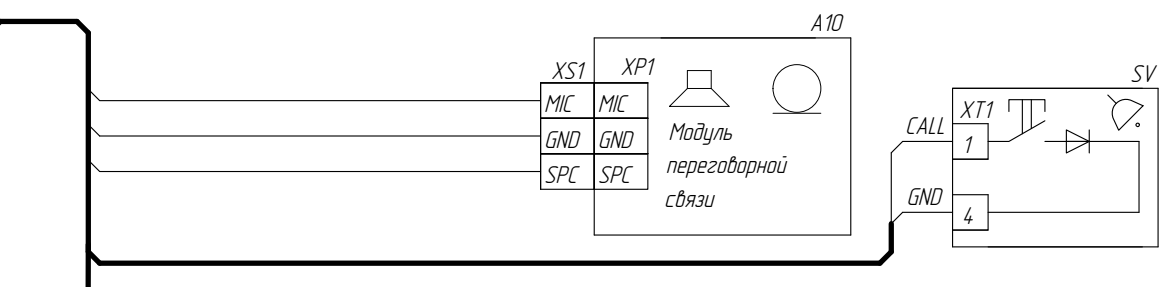 A10
XS1 XP1
SV
MIC MIC
XT1
CALL
1
GND GND
Модуль
SPC SPC
переговорной
связи
GND
4